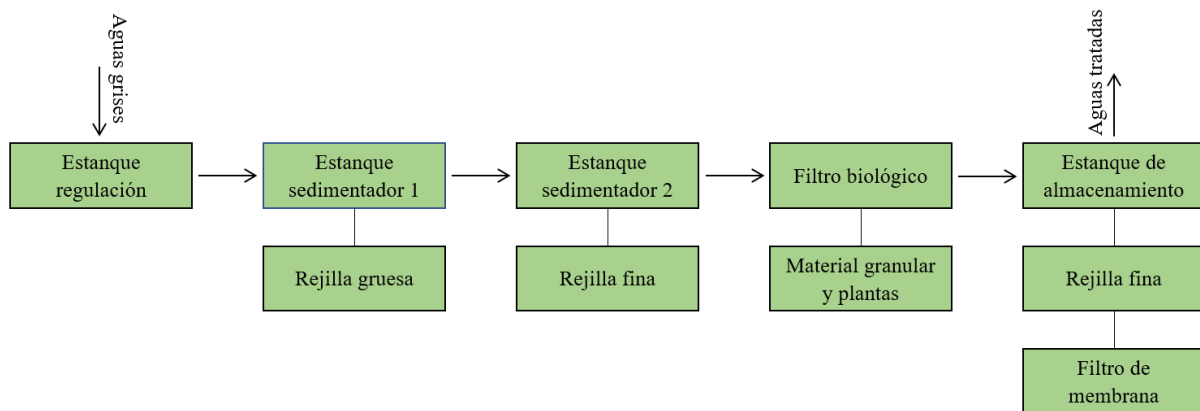 Aguas grises
Aguas tratadas
Estanque
regulación
Estanque
sedimentador 1
Estanque
sedimentador 2
Filtro biológico
Estanque de
almacenamiento
Rejilla gruesa
Rejilla fina
Material granular
y plantas
Rejilla fina
Filtro de
membrana